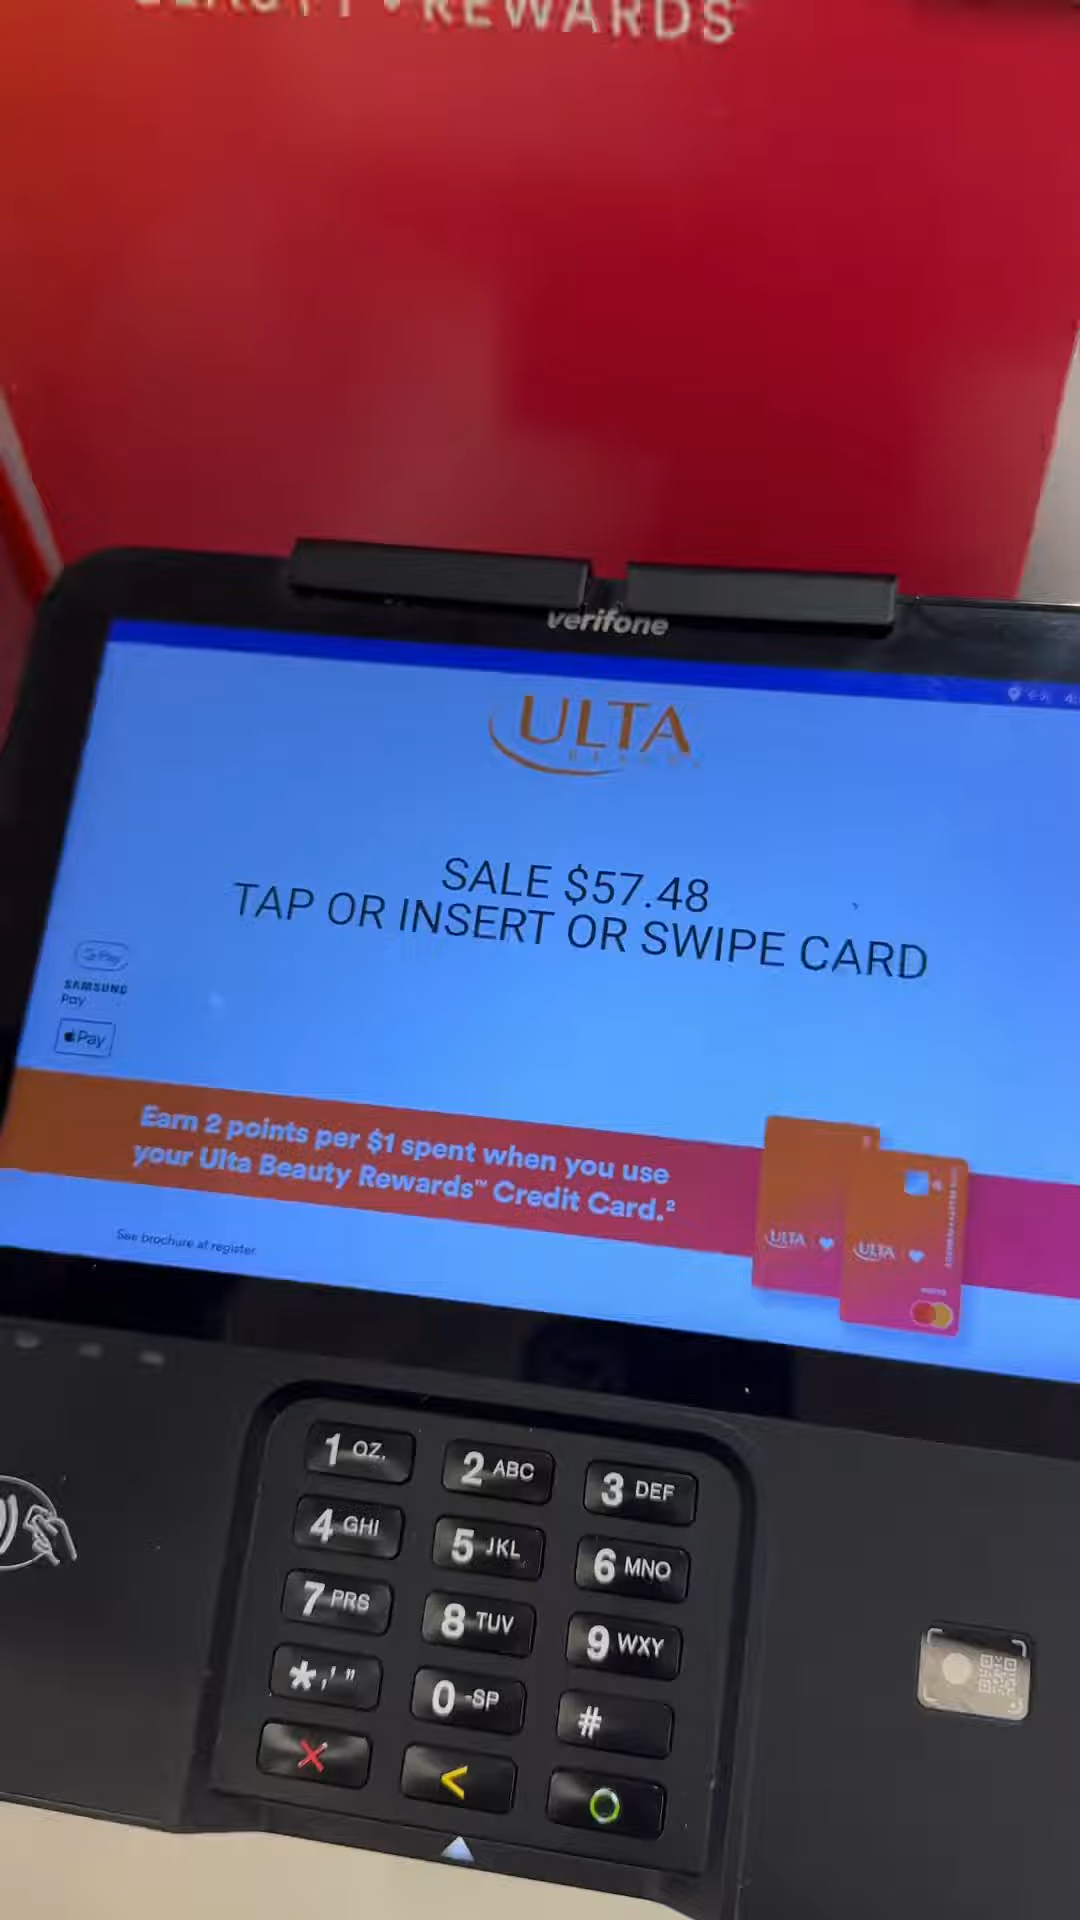 BEAUTY • REWARDS
verifone
ULTA
BEAUTY
SALE $57.48
TAP OR INSERT OR SWIPE CARD
G Pay
SAMSUNG
Pay
Pay
Earn 2 points per $1 spent when you use
your Ulta Beauty Rewards™ Credit Card.²
ULTA
ULTA
See brochure at register.
1 QZ.
2 ABC
3 DEF
4 GHI
5 JKL
6 MNO
7 PRS
8 TUV
9 WXY
*,'"
0 -SP
#
X
<
O